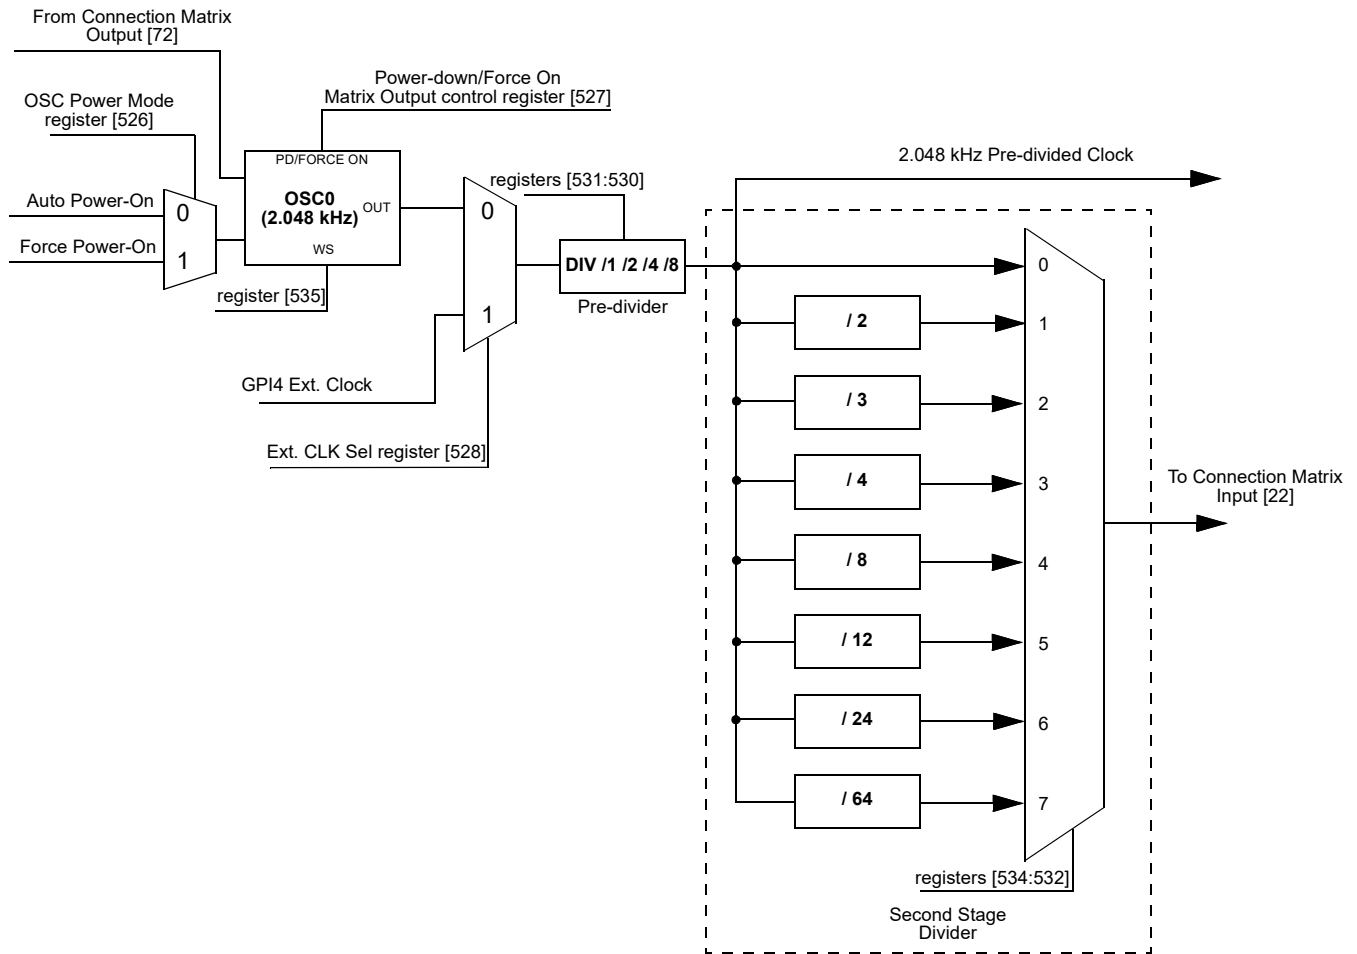 From Connection Matrix
Output [72]
Power-down/Force On
Matrix Output control register [527]
OSC Power Mode
register [526]
PD/FORCE ON
OSC0
(2.048 kHz)
OUT
WS
Auto Power-On
0
Force Power-On
1
register [535]
0
1
registers [531:530]
DIV /1 /2 /4 /8
Pre-divider
GPI4 Ext. Clock
Ext. CLK Sel register [528]
2.048 kHz Pre-divided Clock
0
/ 2
1
/ 3
2
/ 4
3
/ 8
4
/ 12
5
/ 24
6
/ 64
7
To Connection Matrix
Input [22]
registers [534:532]
Second Stage
Divider